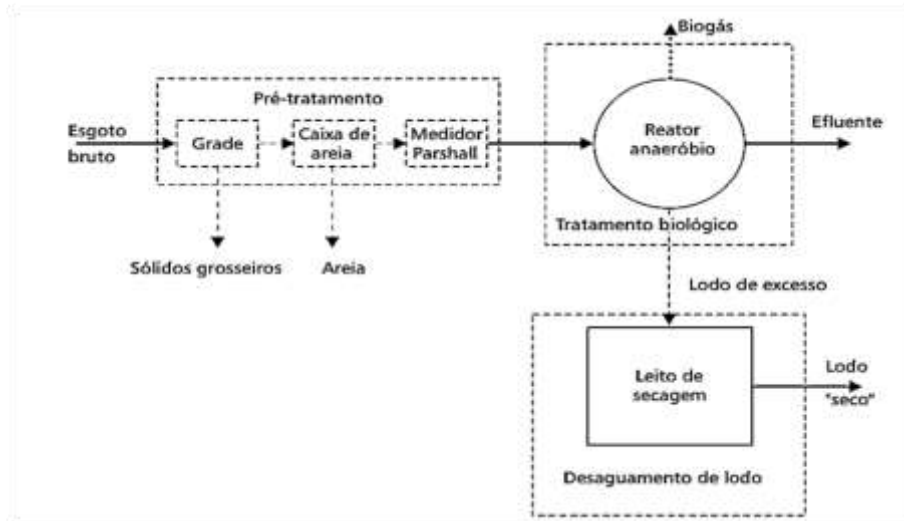 Biogás
Pré-tratamento
Esgoto
bruto
Grade
Caixa de
areia
Medidor
Parshall
Reator
anaeróbio
Efluente
Tratamento biológico
Sólidos grosseiros
Areia
Lodo de excesso
Leito de
secagem
Lodo
"seco"
Desaguamento de lodo